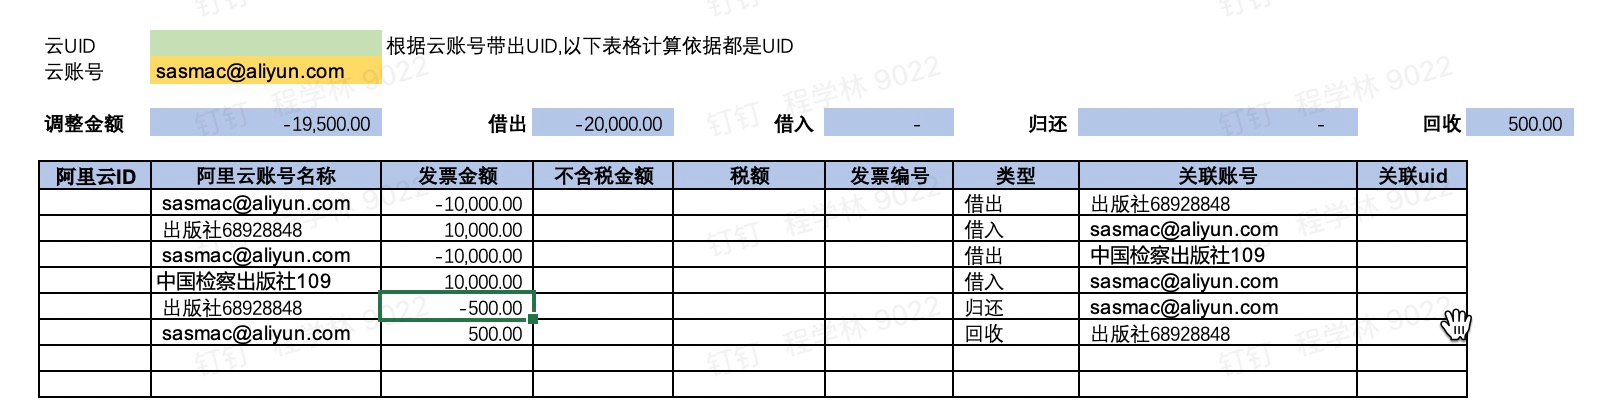 云UID 根据云账号带出UID,以下表格计算依据都是UID
云账号 sasmac@aliyun.com
调整金额 -19,500.00 借出 -20,000.00 借入 - 归还 - 回收 500.00
阿里云ID 阿里云账号名称 发票金额 不含税金额 税额 发票编号 类型 关联账号 关联uid
sasmac@aliyun.com -10,000.00 借出 出版社68928848
出版社68928848 10,000.00 借入 sasmac@aliyun.com
sasmac@aliyun.com -10,000.00 借出 中国检察出版社109
中国检察出版社109 10,000.00 借入 sasmac@aliyun.com
出版社68928848 -500.00 归还 sasmac@aliyun.com
sasmac@aliyun.com 500.00 回收 出版社68928848
钉钉 程学林 9022